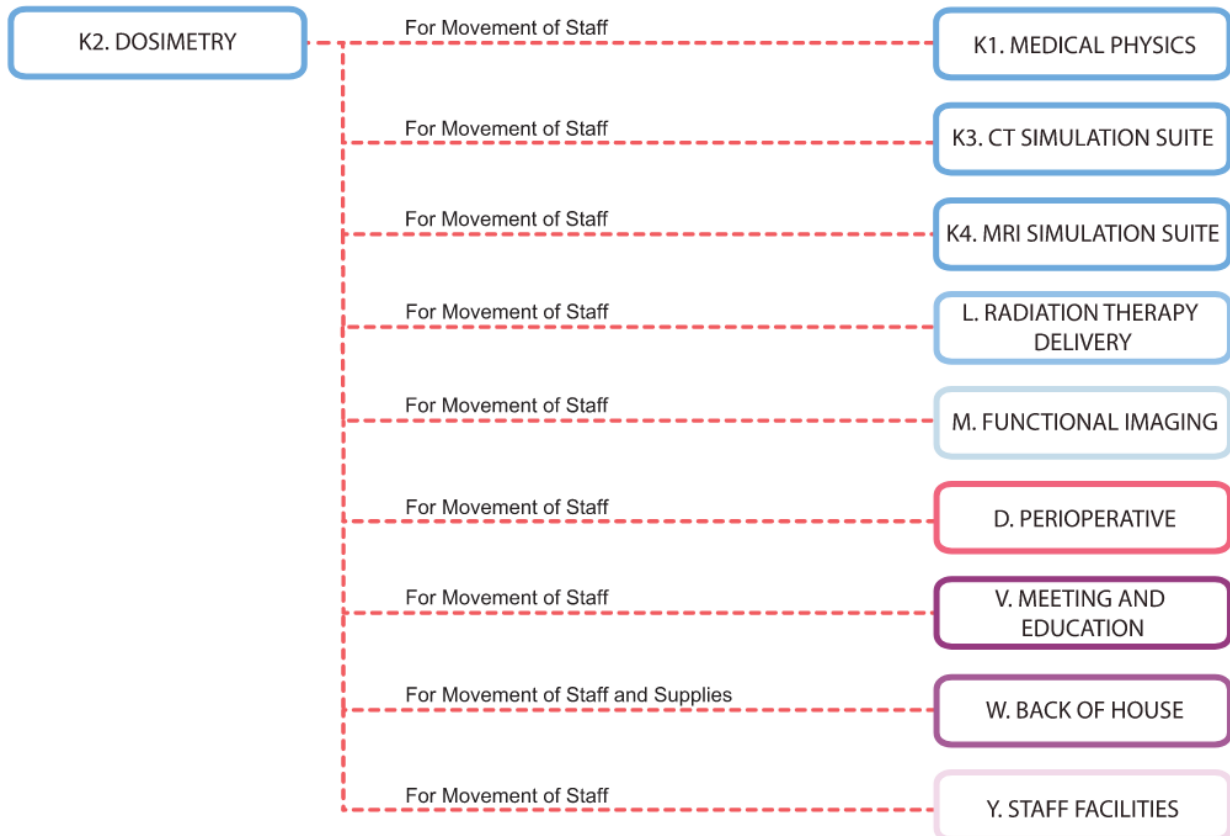 K2. DOSIMETRY
For Movement of Staff
K1. MEDICAL PHYSICS
For Movement of Staff
K3. CT SIMULATION SUITE
For Movement of Staff
K4. MRI SIMULATION SUITE
For Movement of Staff
L. RADIATION THERAPY
DELIVERY
For Movement of Staff
M. FUNCTIONAL IMAGING
For Movement of Staff
D. PERIOPERATIVE
For Movement of Staff
V. MEETING AND
EDUCATION
For Movement of Staff and Supplies
W. BACK OF HOUSE
For Movement of Staff
Y. STAFF FACILITIES